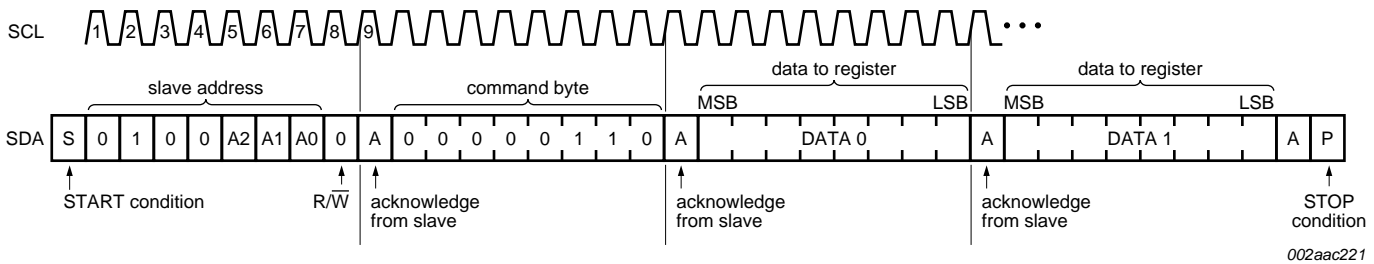 SCL 1 2 3 4 5 6 7 8 9
slave address command byte data to register data to register
MSB LSB MSB LSB
SDA S 0 1 0 0 A2 A1 A0 0 A 0 0 0 0 0 1 1 0 A DATA 0 A DATA 1 A P
START condition R/W̅ acknowledge from slave acknowledge from slave acknowledge from slave STOP condition
002aac221